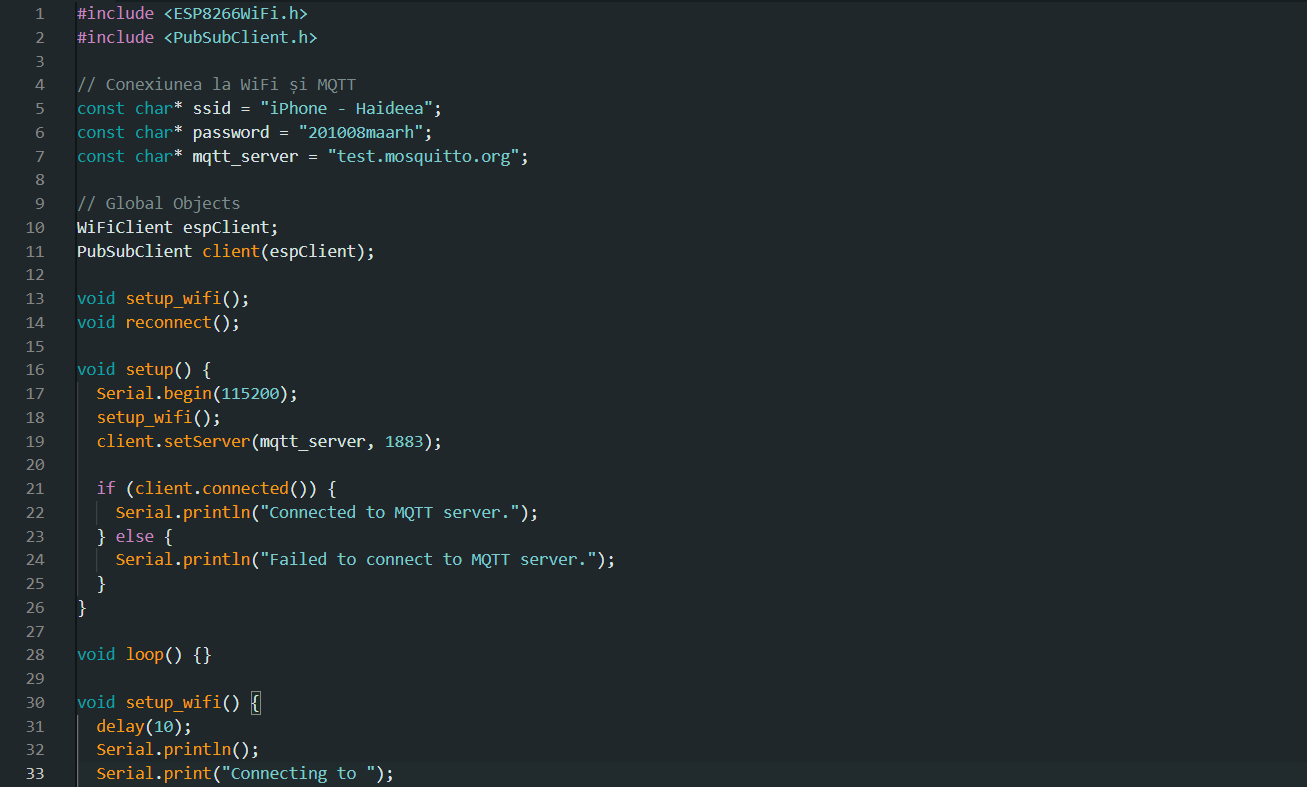 1 #include <ESP8266WiFi.h>
2 #include <PubSubClient.h>
3
4 // Conexiunea la WiFi și MQTT
5 const char* ssid = "iPhone - Haideea";
6 const char* password = "201008maarh";
7 const char* mqtt_server = "test.mosquitto.org";
8
9 // Global Objects
10 WiFiClient espClient;
11 PubSubClient client(espClient);
12
13 void setup_wifi();
14 void reconnect();
15
16 void setup() {
17   Serial.begin(115200);
18   setup_wifi();
19   client.setServer(mqtt_server, 1883);
20
21   if (client.connected()) {
22     Serial.println("Connected to MQTT server.");
23   } else {
24     Serial.println("Failed to connect to MQTT server.");
25   }
26 }
27
28 void loop() {}
29
30 void setup_wifi() {
31   delay(10);
32   Serial.println();
33   Serial.print("Connecting to ");